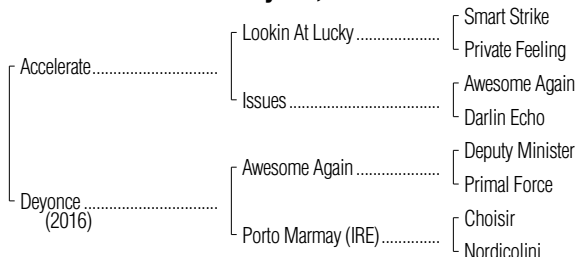 Smart Strike
Lookin At Lucky
Private Feeling
Accelerate
Awesome Again
Issues
Darlin Echo
Deputy Minister
Awesome Again
Primal Force
Deyonce
(2016)
Choisir
Porto Marmay (IRE)
Nordicolini